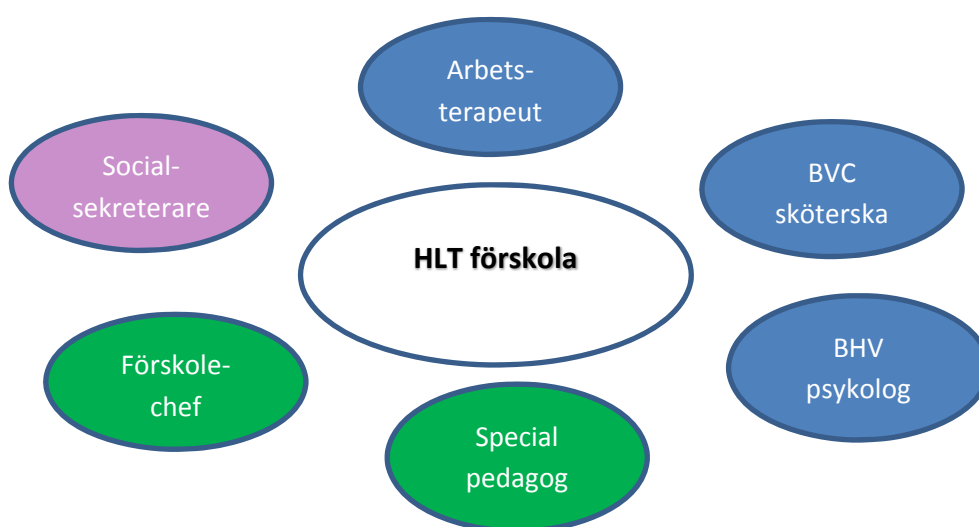 Arbets-
terapeut
Social-
sekreterare
BVC
sköterska
HLT förskola
Förskole-
chef
BHV
psykolog
Special
pedagog